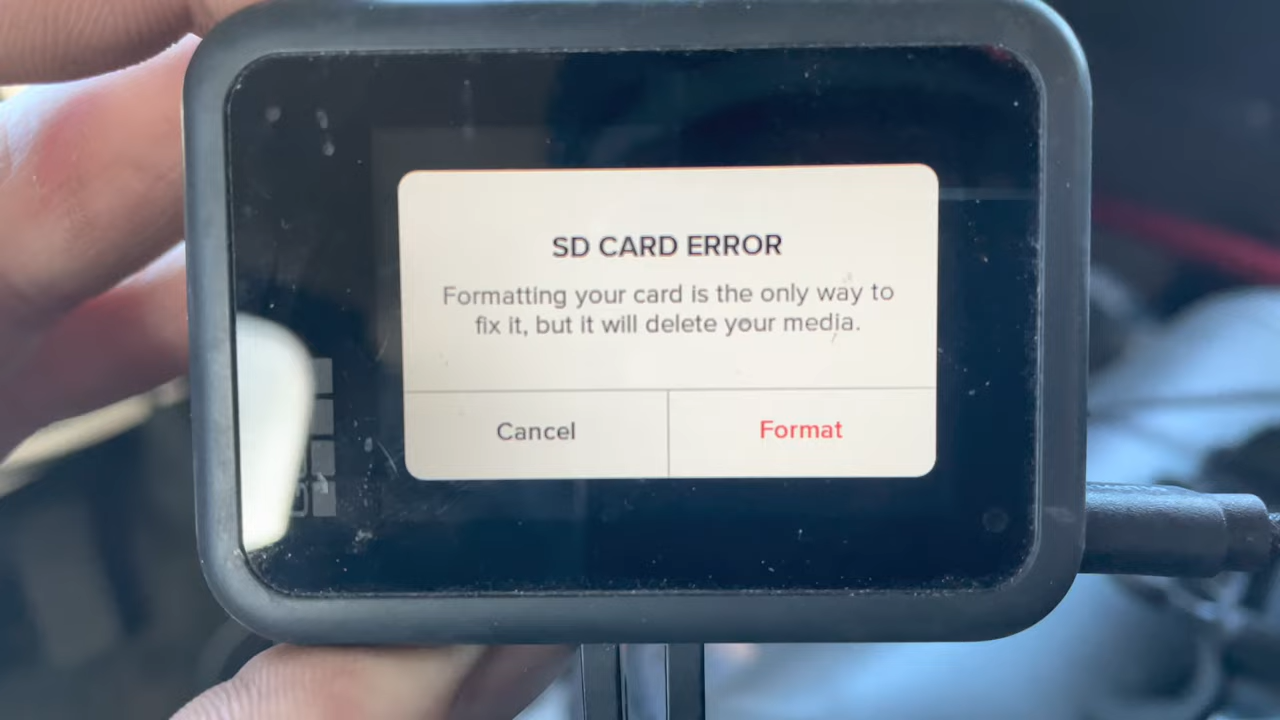 SD CARD ERROR
Formatting your card is the only way to
fix it, but it will delete your media.
Cancel
Format